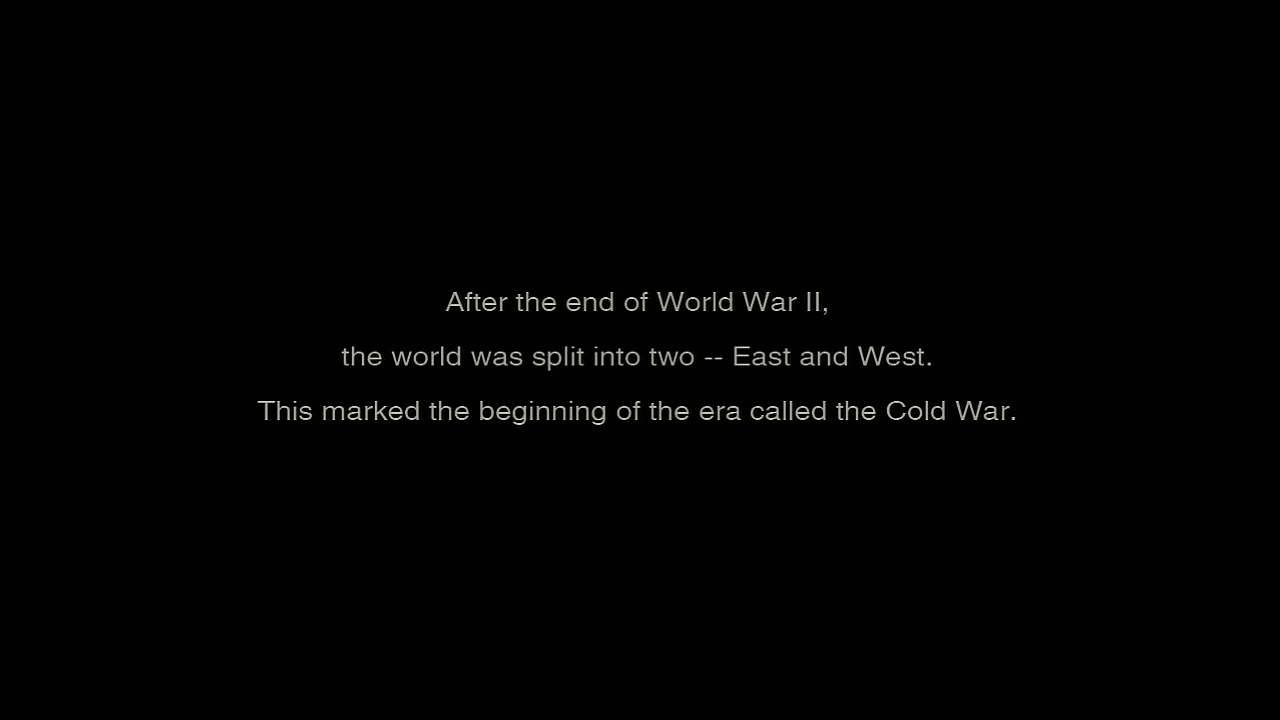 After the end of World War II,
the world was split into two -- East and West.
This marked the beginning of the era called the Cold War.